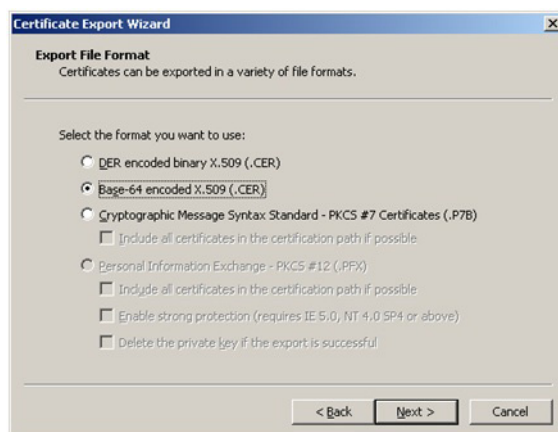 Certificate Export Wizard
Export File Format
Certificates can be exported in a variety of file formats.
Select the format you want to use:
DER encoded binary X.509 (.CER)
Base-64 encoded X.509 (.CER)
Cryptographic Message Syntax Standard - PKCS #7 Certificates (.P7B)
Include all certificates in the certification path if possible
Personal Information Exchange - PKCS #12 (.PFX)
Include all certificates in the certification path if possible
Enable strong protection (requires IE 5.0, NT 4.0 SP4 or above)
Delete the private key if the export is successful
< Back Next > Cancel